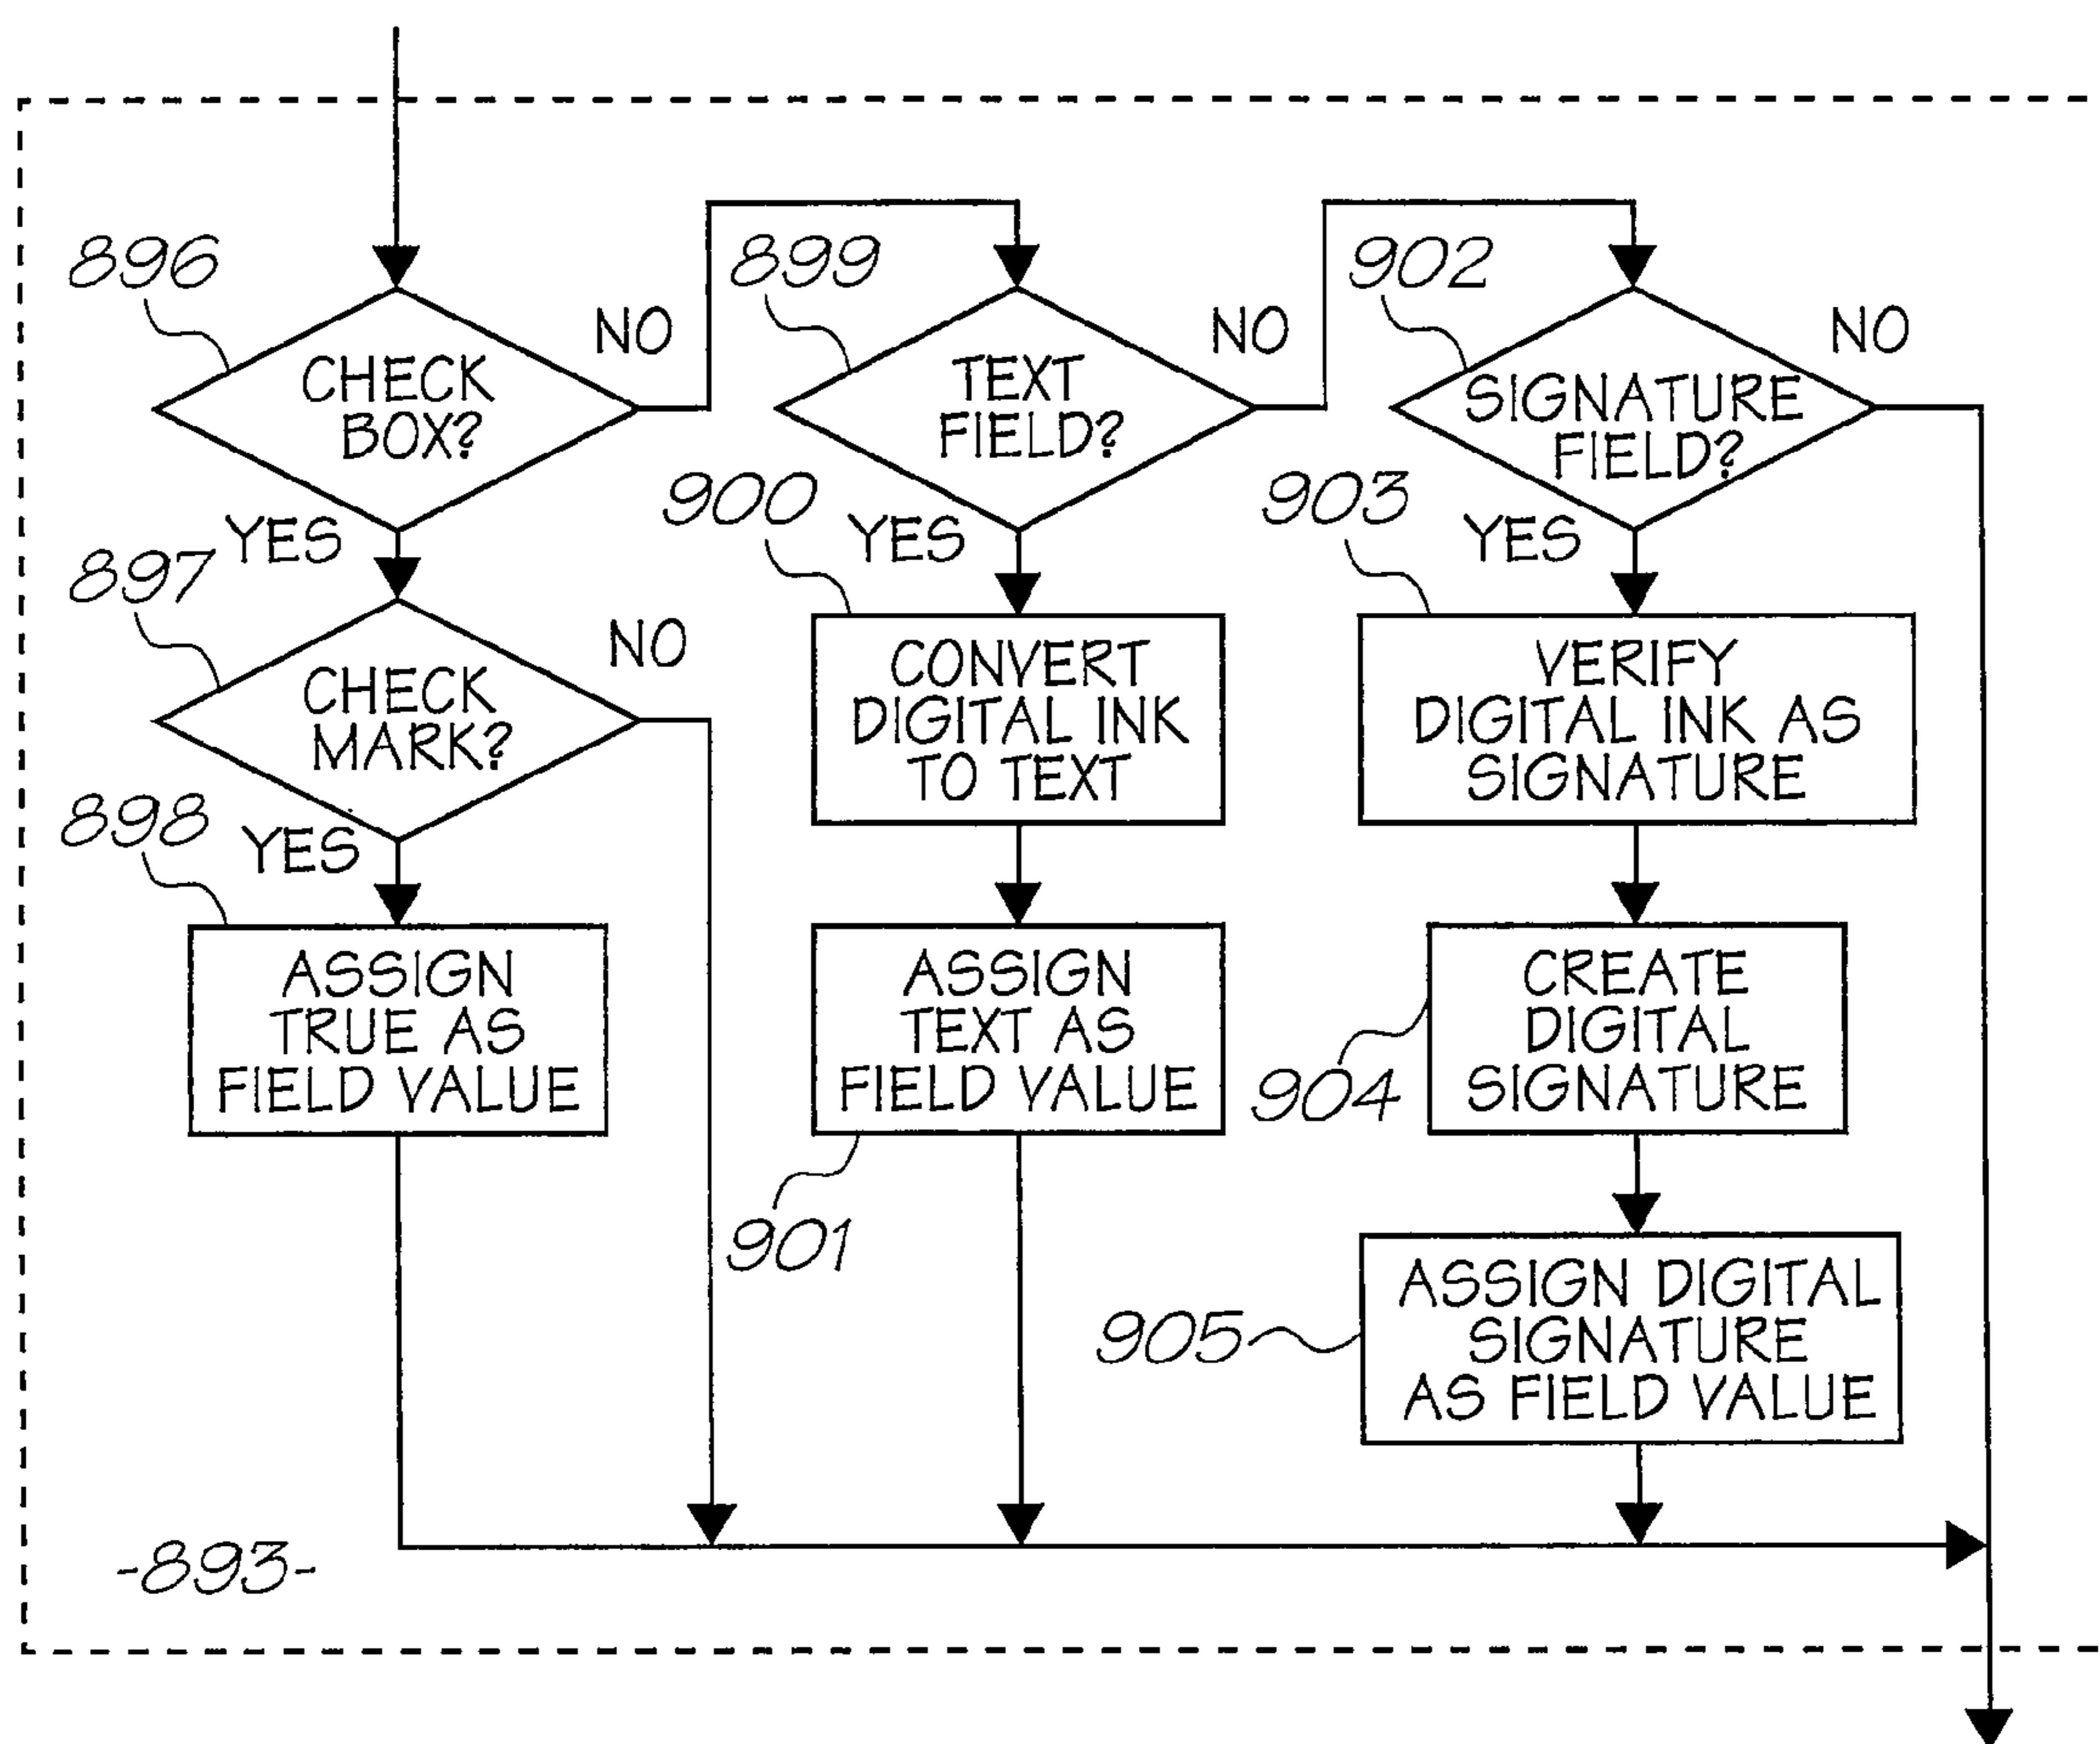 896
CHECK
BOX?
NO
YES
897
CHECK
MARK?
NO
YES
898
ASSIGN
TRUE AS
FIELD VALUE
899
TEXT
FIELD?
NO
YES
900
CONVERT
DIGITAL INK
TO TEXT
ASSIGN
TEXT AS
FIELD VALUE
901
902
SIGNATURE
FIELD?
NO
YES
903
VERIFY
DIGITAL INK AS
SIGNATURE
CREATE
DIGITAL
SIGNATURE
904
ASSIGN DIGITAL
SIGNATURE
AS FIELD VALUE
905
-893-